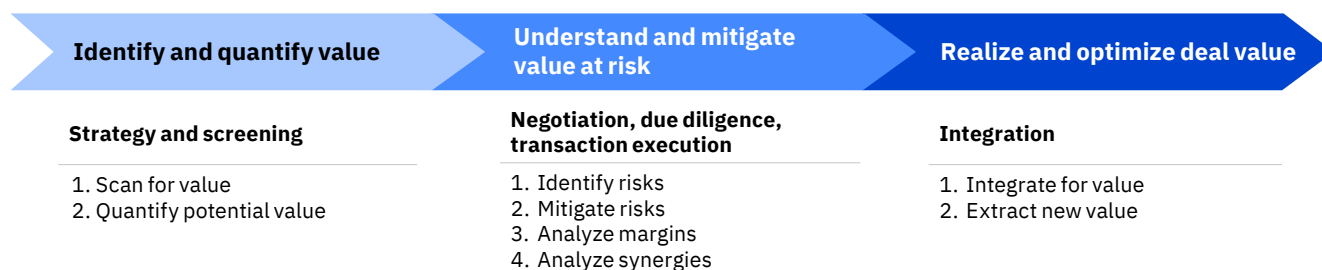 Identify and quantify value
Understand and mitigate
value at risk
Realize and optimize deal value
Strategy and screening
1. Scan for value
2. Quantify potential value
Negotiation, due diligence,
transaction execution
1. Identify risks
2. Mitigate risks
3. Analyze margins
4. Analyze synergies
Integration
1. Integrate for value
2. Extract new value